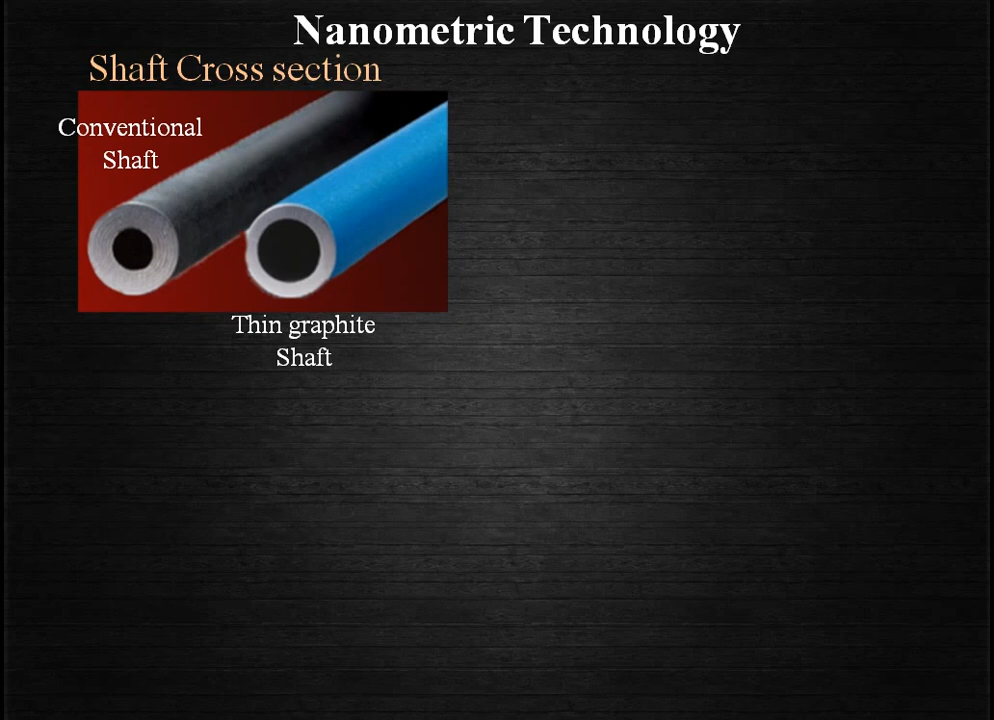 Nanometric Technology
Shaft Cross section
Conventional
Shaft
Thin graphite
Shaft